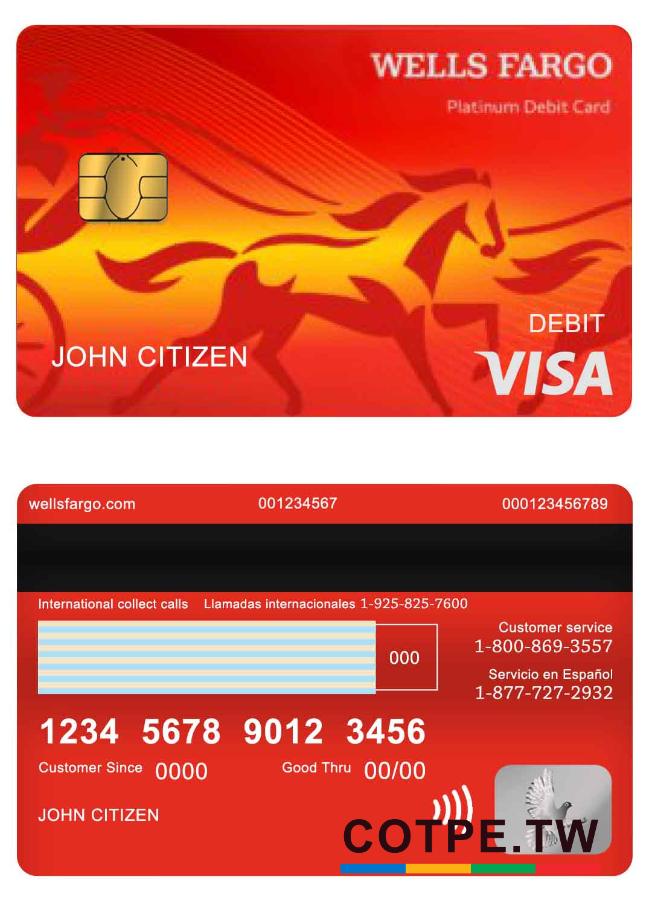 WELLS FARGO
Platinum Debit Card
DEBIT
JOHN CITIZEN
VISA
wellsfargo.com 001234567 000123456789
International collect calls Llamadas internacionales 1-925-825-7600
Customer service
000
1-800-869-3557
Servicio en Español
1-877-727-2932
1234 5678 9012 3456
Customer Since 0000 Good Thru 00/00
JOHN CITIZEN
COTPE.TW